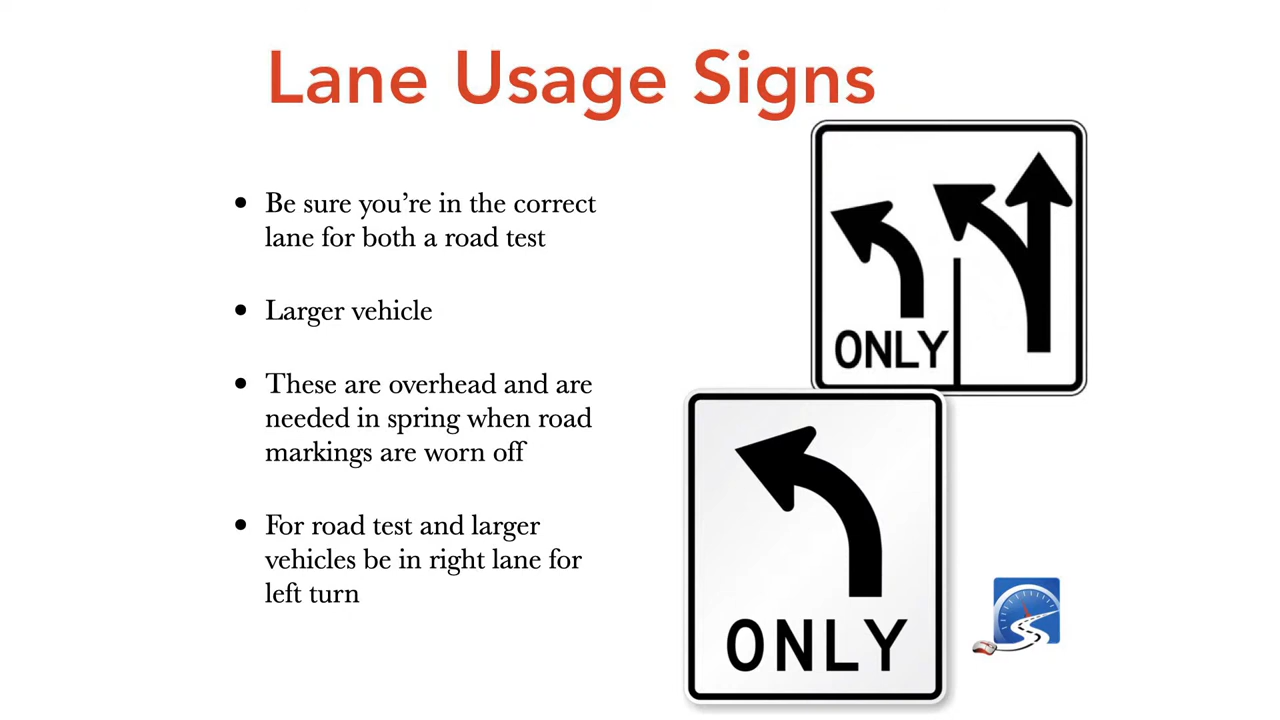 Lane Usage Signs
• Be sure you’re in the correct
lane for both a road test
• Larger vehicle
• These are overhead and are
needed in spring when road
markings are worn off
• For road test and larger
vehicles be in right lane for
left turn
ONLY
ONLY